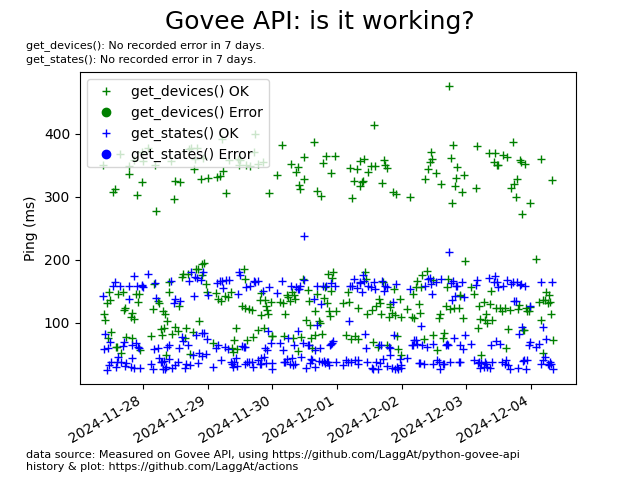 Govee API: is it working?
get_devices(): No recorded error in 7 days.
get_states(): No recorded error in 7 days.
get_devices() OK
get_devices() Error
get_states() OK
get_states() Error
Ping (ms)
400
300
200
100
2024-11-28
2024-11-29
2024-11-30
2024-12-01
2024-12-02
2024-12-03
2024-12-04
data source: Measured on Govee API, using https://github.com/LaggAt/python-govee-api
history & plot: https://github.com/LaggAt/actions